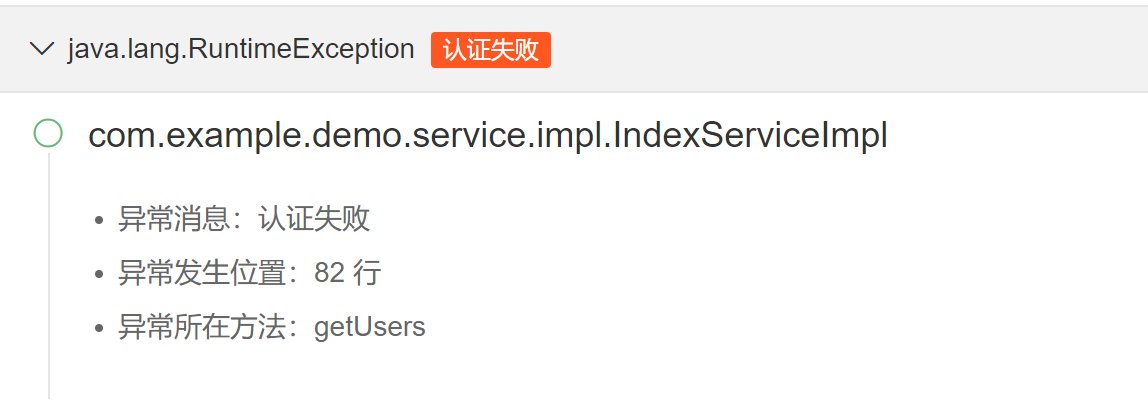 java.lang.RuntimeException 认证失败
com.example.demo.service.impl.IndexServiceImpl
• 异常消息：认证失败
• 异常发生位置：82 行
• 异常所在方法：getUsers